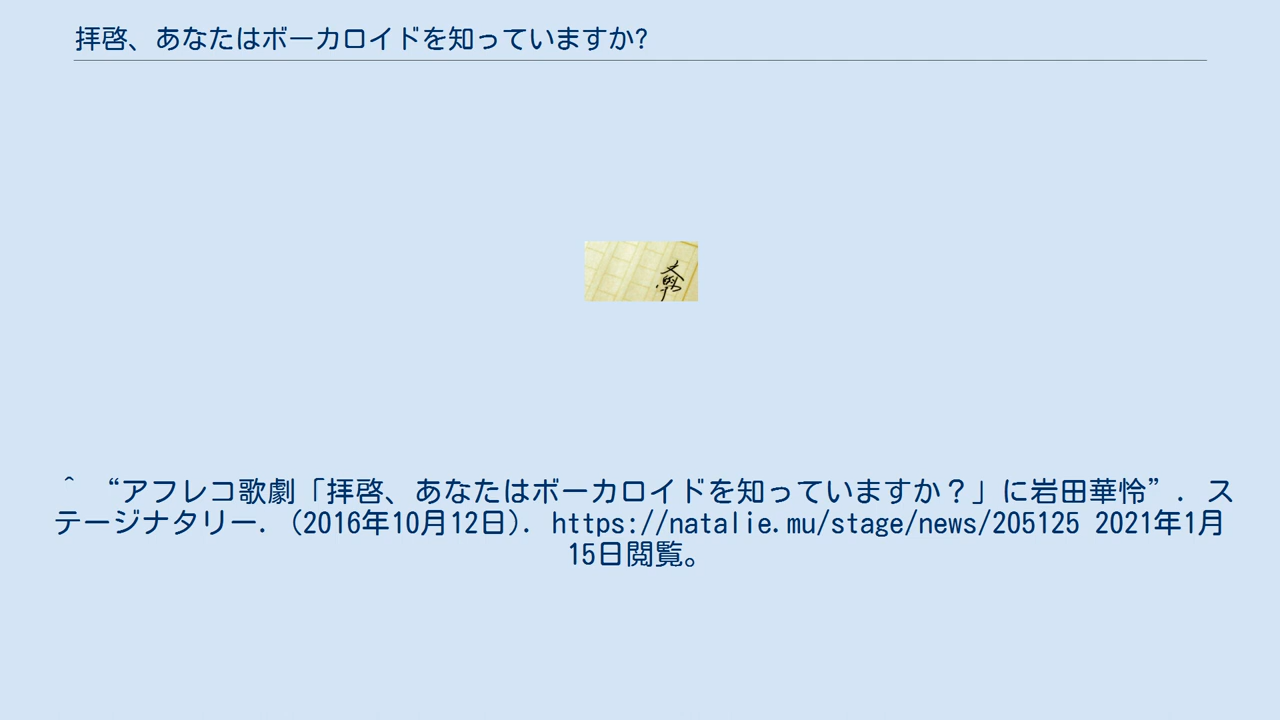 拝啓、あなたはボーカロイドを知っていますか?
^ “アフレコ歌劇「拝啓、あなたはボーカロイドを知っていますか？」に岩田華怜”. ス
テージナタリー. (2016年10月12日). https://natalie.mu/stage/news/205125 2021年1月
15日閲覧。